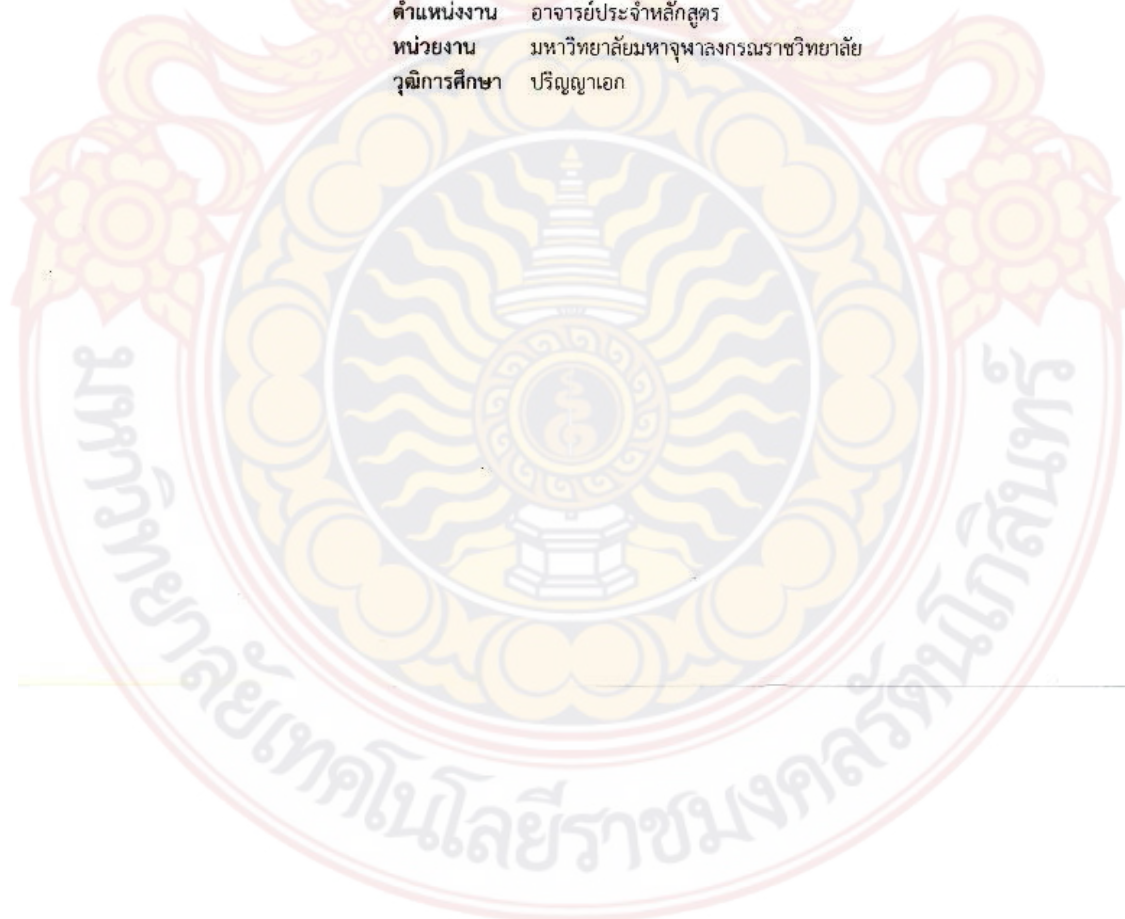 ตำแหน่งงาน อาจารย์ประจำหลักสูตร
หน่วยงาน มหาวิทยาลัยมหาจุฬาลงกรณราชวิทยาลัย
วุฒิการศึกษา ปริญญาเอก
มหาวิทยาลัยเทคโนโลยีราชมงคลรัตนโกสินทร์